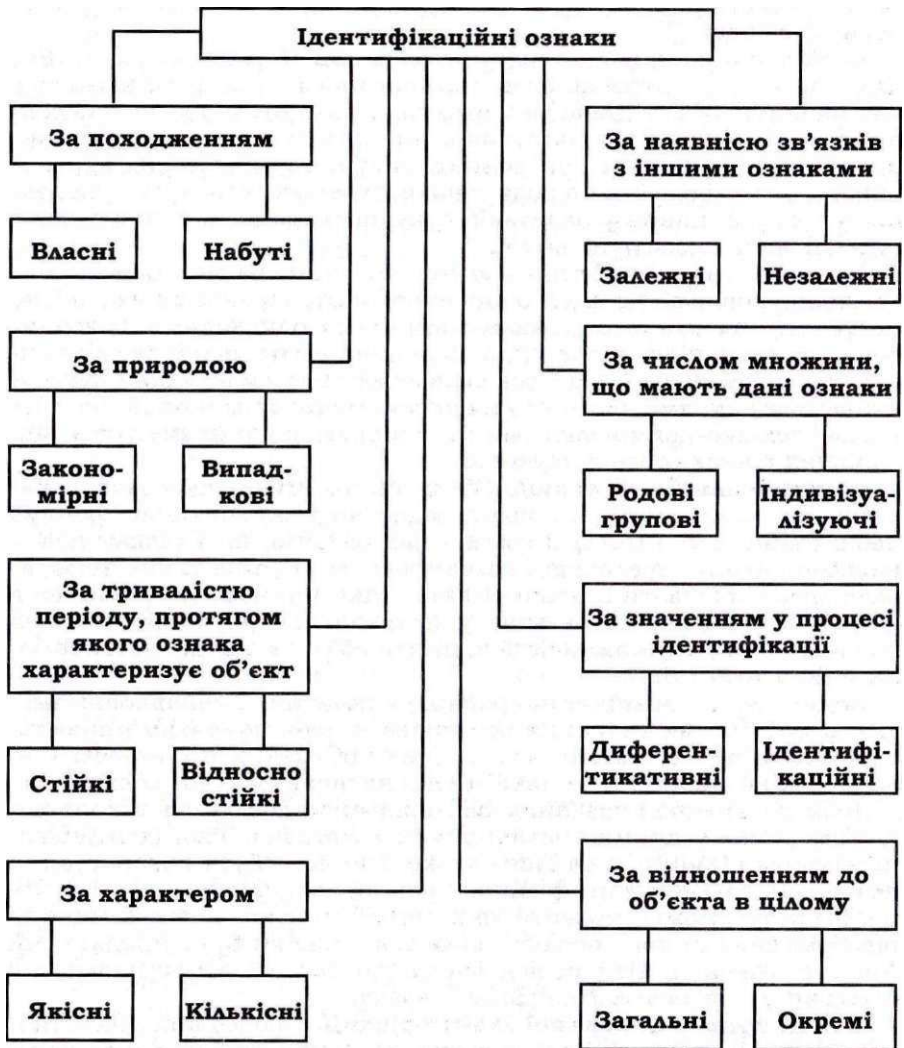 Ідентифікаційні ознаки
За походженням
Власні
Набуті
За наявнісю зв’язків
з іншими ознаками
Залежні
Незалежні
За природою
Законо-
мірні
Випад-
кові
За числом множини,
що мють дані ознаки
Родові
групові
Індивізуа-
лізуючі
За тривалістю
періоду, протягом
якого ознака
характеризує об’єкт
Стійкі
Відносно
стійкі
За значенням у процесі
ідентифікації
Диферен-
тикативні
Ідентифі-
каційні
За характером
Якісні
Кількісні
За відношенням до
об’єкта в цілому
Загальні
Окремі